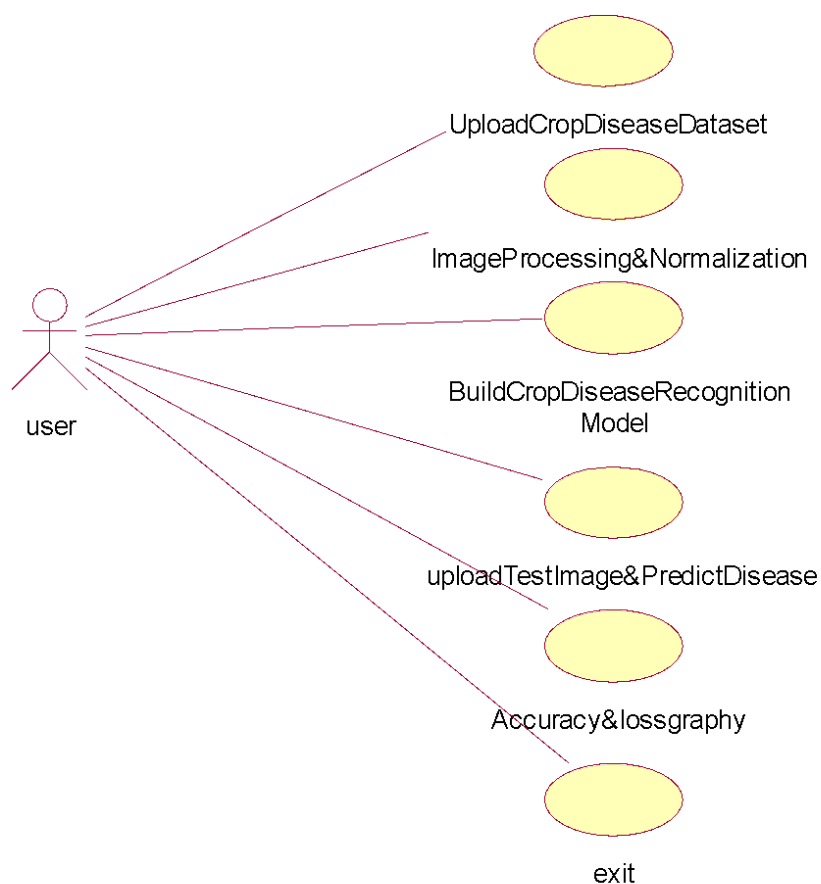 UploadCropDiseaseDataset
ImageProcessing&Normalization
user
BuildCropDiseaseRecognition
Model
uploadTestImage&PredictDisease
Accuracy&lossgraphy
exit